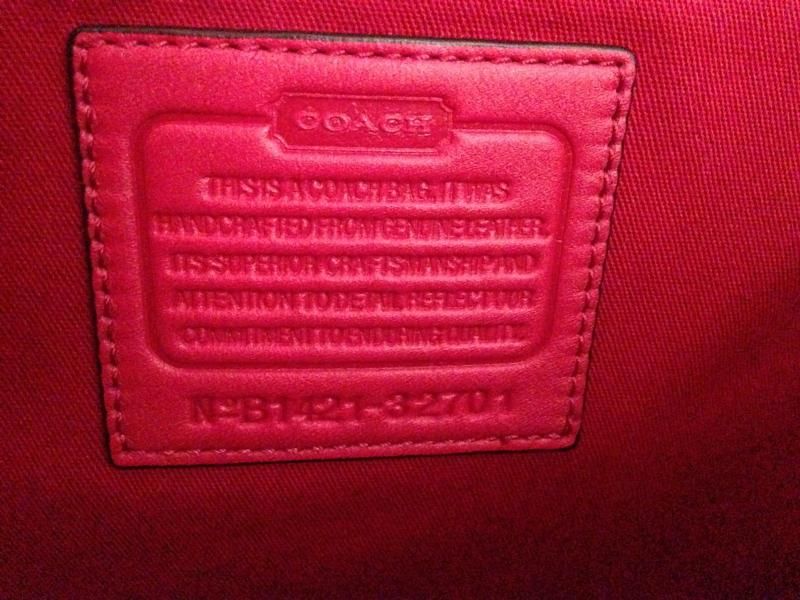 COACH
THIS IS A COACH BAG. IT WAS
HANDCRAFTED FROM GENUINE LEATHER.
ITS SUPERIOR CRAFTSMANSHIP AND
ATTENTION TO DETAIL REFLECT OUR
COMMITMENT TO ENDURING QUALITY.
Nº B1421-32701